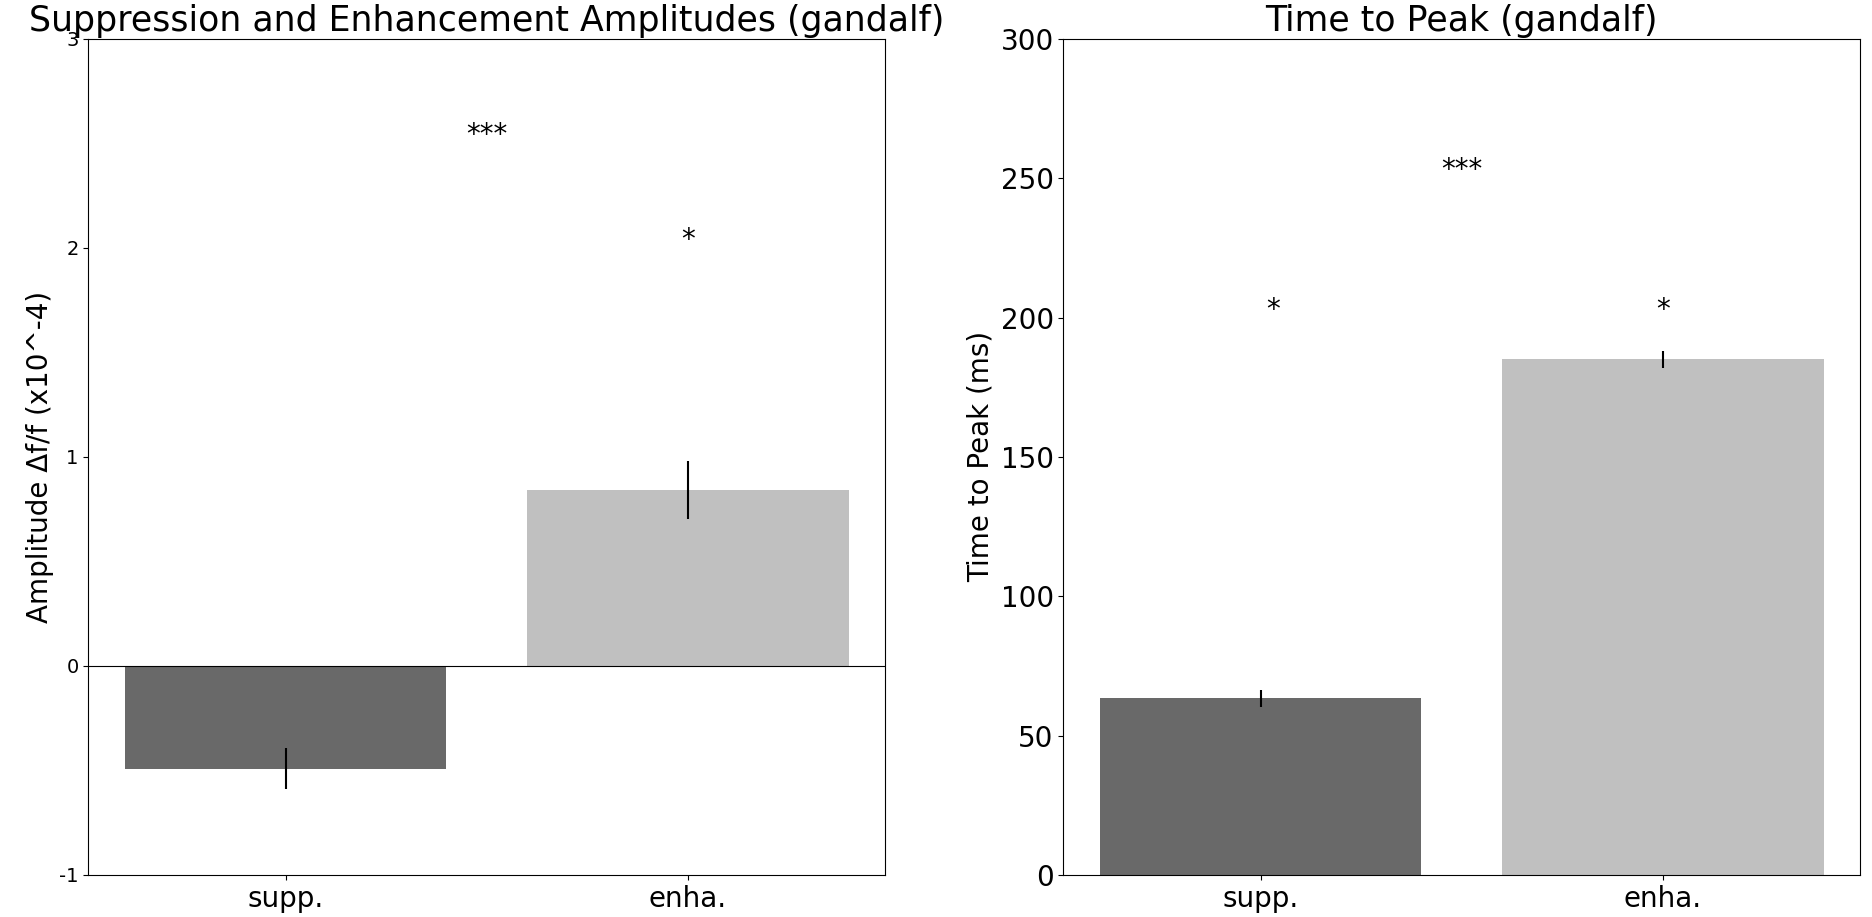 Suppression and Enhancement Amplitudes (gandalf)
3
2
1
0
-1
Amplitude Δf/f (x10^-4)
***
*
supp.
enha.
Time to Peak (gandalf)
300
250
200
150
100
50
0
Time to Peak (ms)
***
*
*
supp.
enha.